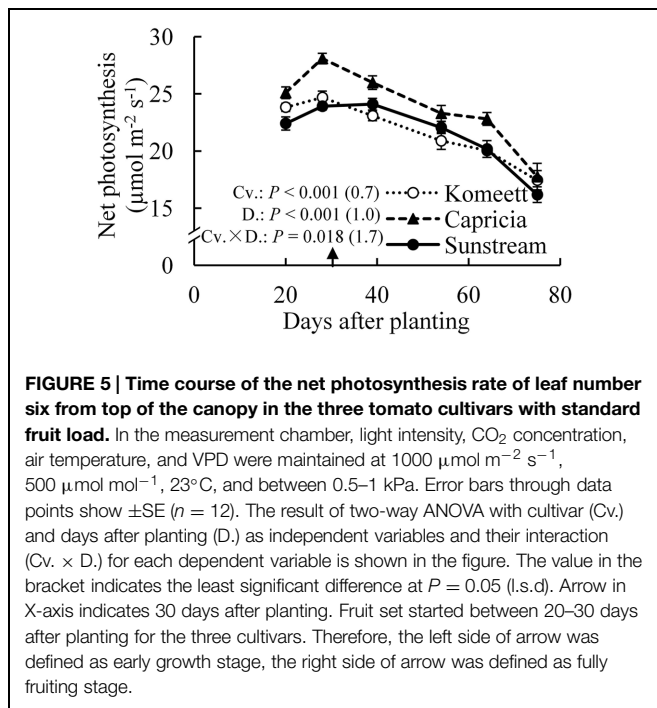 30
25
20
15
0
Net photosynthesis
(μmol m-2 s-1)
Cv.: P < 0.001 (0.7)
D.: P < 0.001 (1.0)
Cv.×D.: P = 0.018 (1.7)
Komeett
Capricia
Sunstream
0 20 40 60 80
Days after planting
FIGURE 5 | Time course of the net photosynthesis rate of leaf number
six from top of the canopy in the three tomato cultivars with standard
fruit load. In the measurement chamber, light intensity, CO2 concentration,
air temperature, and VPD were maintained at 1000 μmol m−2 s−1,
500 μmol mol−1, 23°C, and between 0.5–1 kPa. Error bars through data
points show ±SE (n = 12). The result of two-way ANOVA with cultivar (Cv.)
and days after planting (D.) as independent variables and their interaction
(Cv. × D.) for each dependent variable is shown in the figure. The value in the
bracket indicates the least significant difference at P = 0.05 (l.s.d). Arrow in
X-axis indicates 30 days after planting. Fruit set started between 20–30 days
after planting for the three cultivars. Therefore, the left side of arrow was
defined as early growth stage, the right side of arrow was defined as fully
fruiting stage.